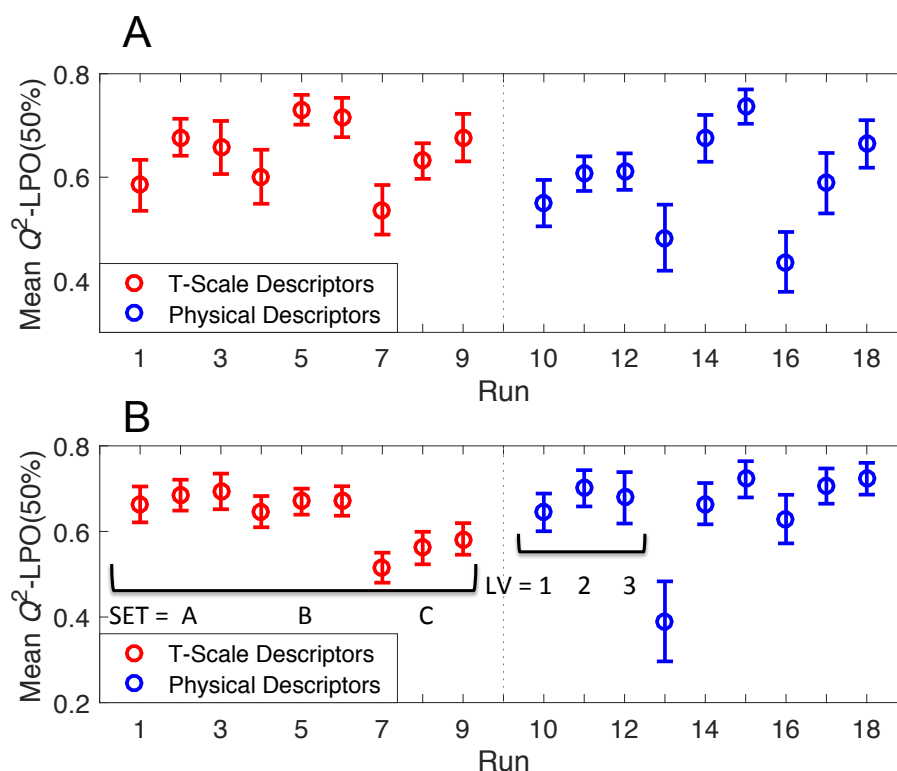 A
Mean Q²-LPO(50%)
0.8
0.6
0.4
T-Scale Descriptors
Physical Descriptors
1 3 5 7 9 10 12 14 16 18
Run
B
Mean Q²-LPO(50%)
0.8
0.6
0.4
0.2
LV = 1 2 3
SET = A B C
T-Scale Descriptors
Physical Descriptors
1 3 5 7 9 10 12 14 16 18
Run